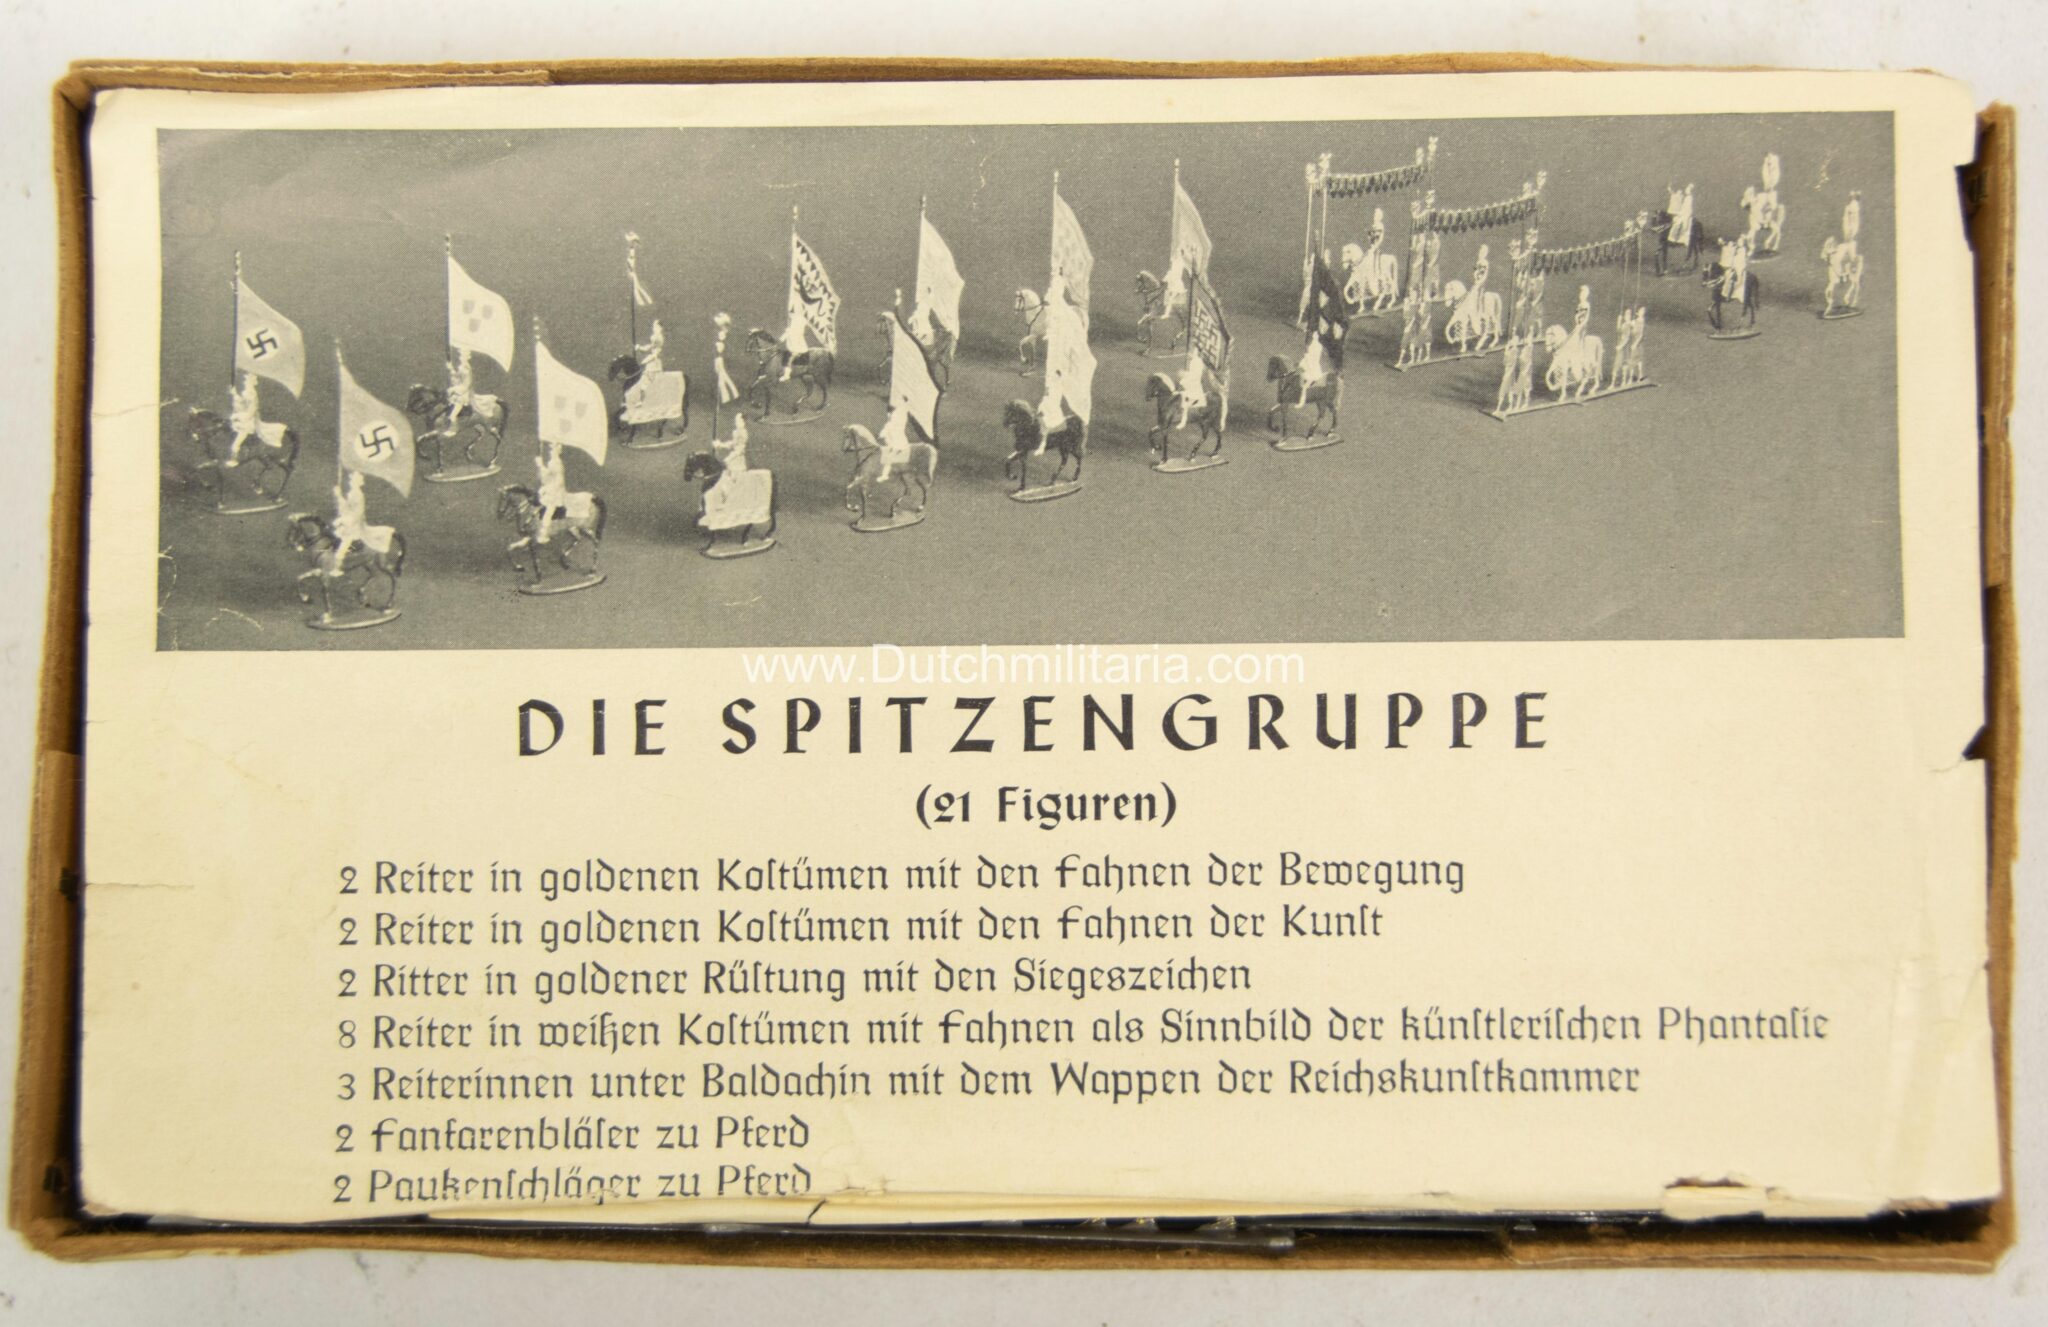 www.Dutchmilitaria.com
DIE SPITZENGRUPPE
(21 Figuren)
2 Reiter in goldenen Koſtümen mit den Fahnen der Bewegung
2 Reiter in goldenen Koſtümen mit den Fahnen der Kunſt
2 Ritter in goldener Rüſtung mit den Siegeszeichen
8 Reiter in weißen Koſtümen mit Fahnen als Sinnbild der künſtleriſchen Phantaſie
3 Reiterinnen unter Baldachin mit dem Wappen der Reichskunſtkammer
2 Fanfarenbläſer zu Pferd
2 Paukenſchläger zu Pferd